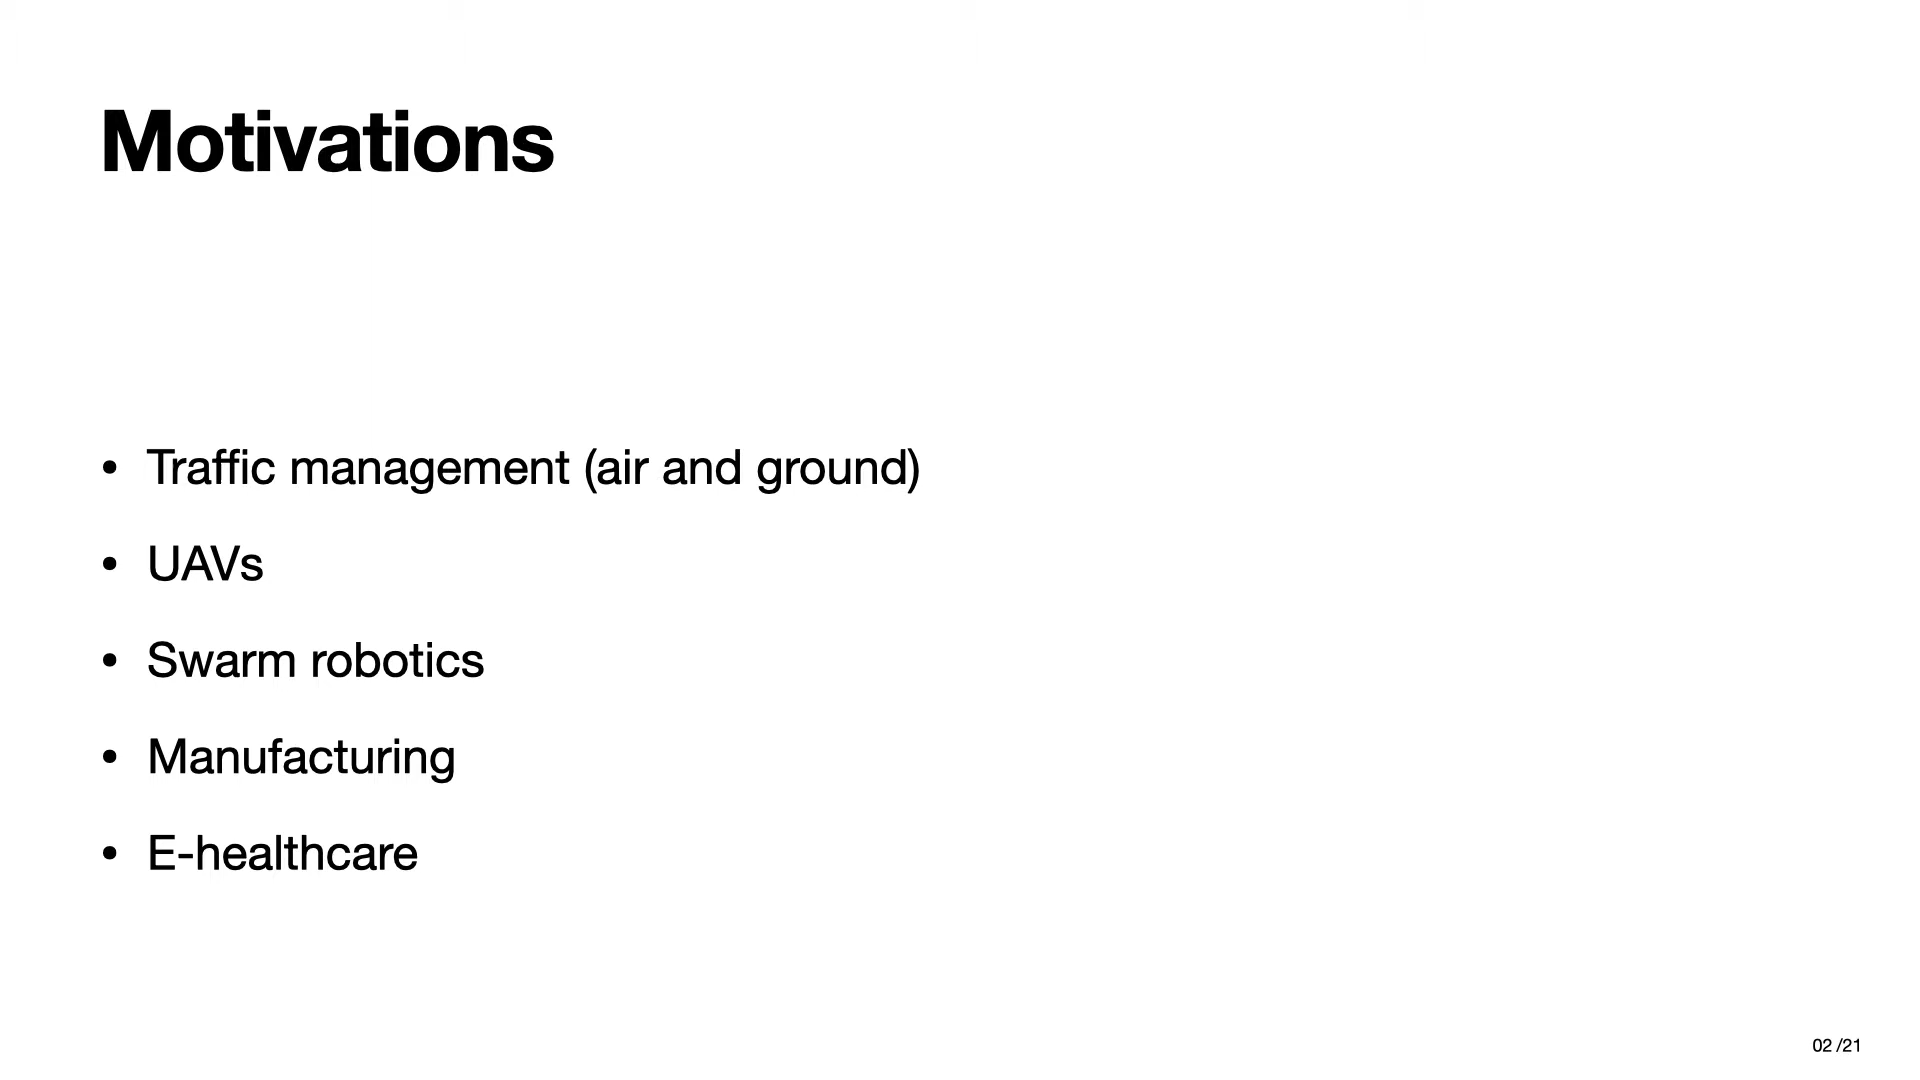 Motivations
• Traffic management (air and ground)
• UAVs
• Swarm robotics
• Manufacturing
• E-healthcare
02 /21